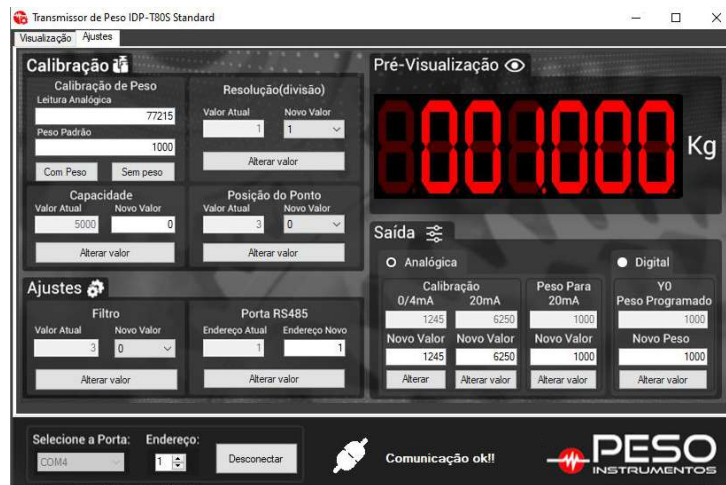 Transmissor de Peso IDP-T80S Standard
Visualização Ajustes
Calibração
Calibração de Peso
Leitura Analógica
77215
Peso Padrão
1000
Com Peso Sem peso
Resolução(divisão)
Valor Atual Novo Valor
1 1
Alterar valor
Capacidade
Valor Atual Novo Valor
5000 0
Alterar valor
Posição do Ponto
Valor Atual Novo Valor
3 0
Alterar valor
Ajustes
Filtro
Valor Atual Novo Valor
3 0
Alterar valor
Porta RS485
Endereço Atual Endereço Novo
1 1
Alterar valor
Pré-Visualização
001.000 Kg
Saída
Analógica
Calibração
0/4mA 20mA
1245 6250
Novo Valor Novo Valor
1245 6250
Alterar Alterar valor
Peso Para
20mA
1000
Novo Valor
1000
Alterar valor
Digital
Y0
Peso Programado
1000
Novo Peso
1000
Alterar valor
Selecione a Porta: Endereço:
COM4 1 Desconectar
Comunicação ok!!
PESO
INSTRUMENTOS